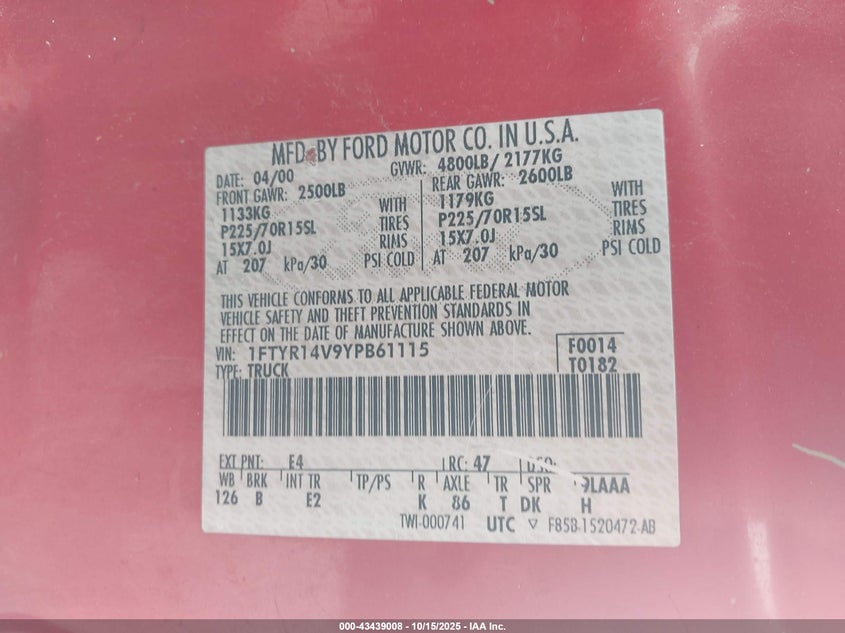 MFD. BY FORD MOTOR CO. IN U.S.A.
DATE: 04/00 GVWR: 4800LB/ 2177KG
FRONT GAWR: 2500LB REAR GAWR: 2600LB
1133KG WITH 1179KG WITH
P225/70R15SL TIRES P225/70R15SL TIRES
15X7.0J RIMS 15X7.0J RIMS
AT 207 kPa/30 PSI COLD AT 207 kPa/30 PSI COLD
THIS VEHICLE CONFORMS TO ALL APPLICABLE FEDERAL MOTOR
VEHICLE SAFETY AND THEFT PREVENTION STANDARDS IN
EFFECT ON THE DATE OF MANUFACTURE SHOWN ABOVE.
VIN: 1FTYR14V9YPB61115 F0014
TYPE: TRUCK T0182
EXT PNT: E4 RC: 47 DSO:
WB BRK INT TR TP/PS R AXLE TR SPR 9LAAA
126 B E2 K 86 T DK H
TWI-000741 UTC ▽ F85B-1520472-AB
000-43439008 - 10/15/2025 - IAA Inc.